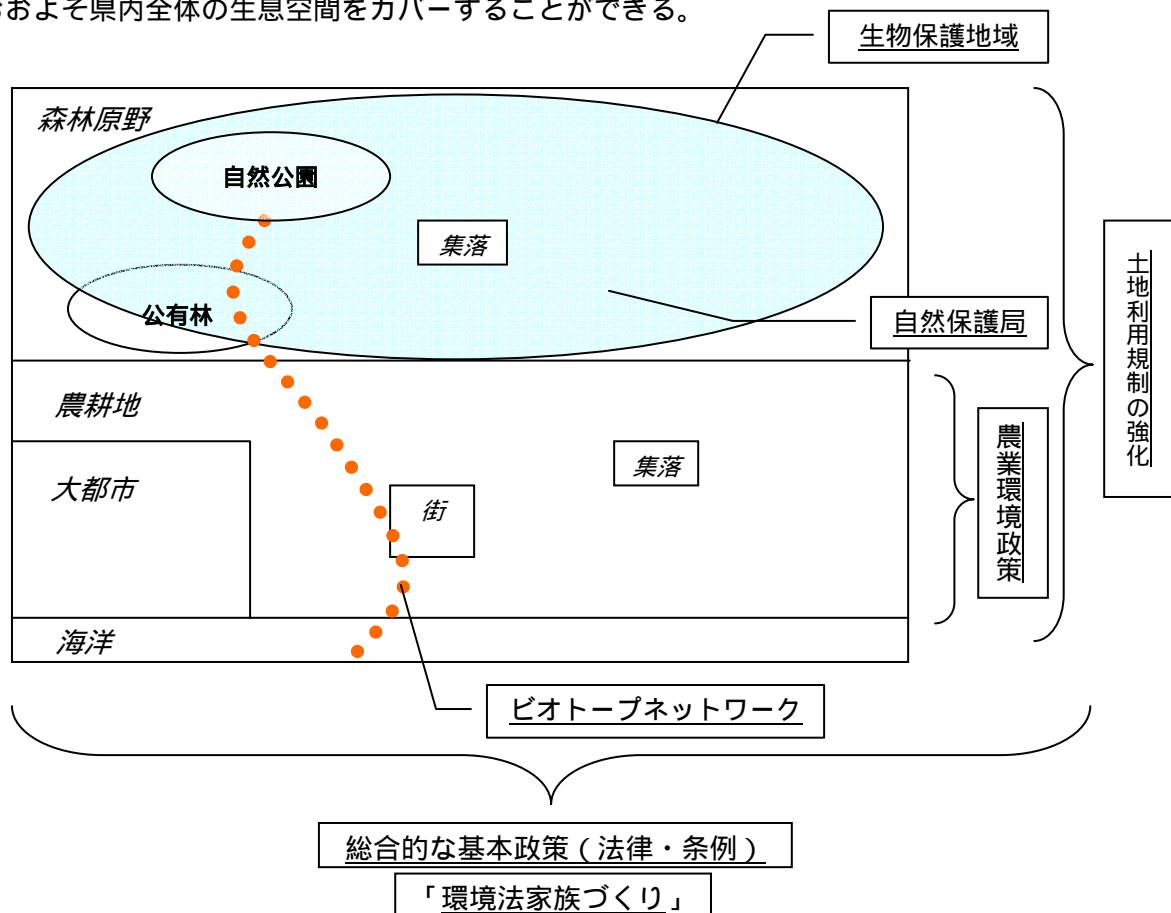 おおよそ県内全体の生息空間をカバーすることができる。
生物保護地域
森林原野
自然公園
集落
公有林
自然保護局
土地利用規制の強化
農耕地
農業環境政策
大都市
集落
街
海洋
ビオトープネットワーク
総合的な基本政策（法律・条例）
「環境法家族づくり」